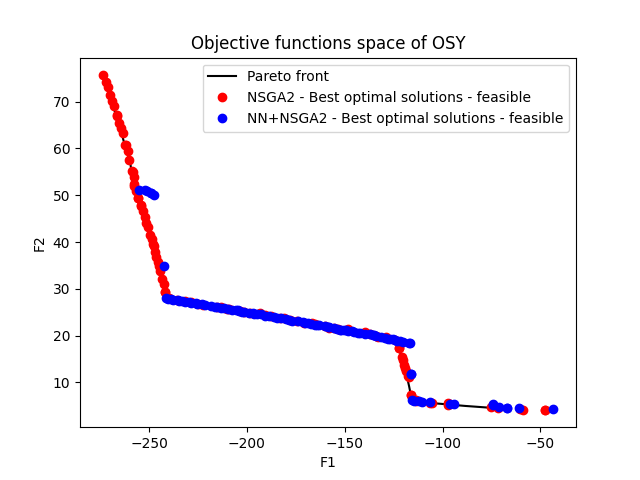 Objective functions space of OSY
Pareto front
NSGA2 - Best optimal solutions - feasible
NN+NSGA2 - Best optimal solutions - feasible
F2
70
60
50
40
30
20
10
−250
−200
−150
−100
−50
F1